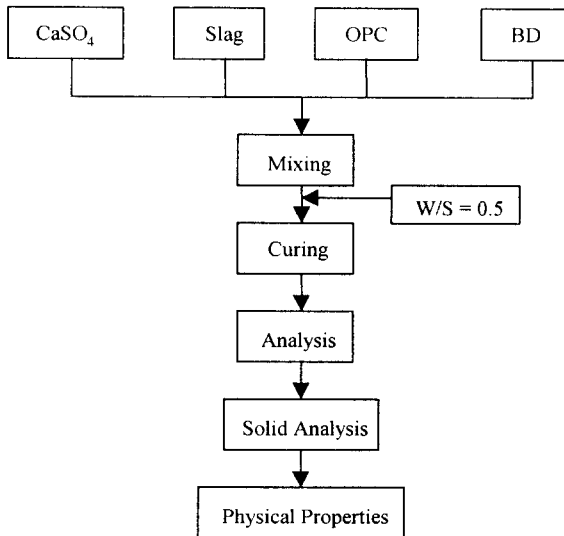 CaSO₄
Slag
OPC
BD
Mixing
W/S = 0.5
Curing
Analysis
Solid Analysis
Physical Properties